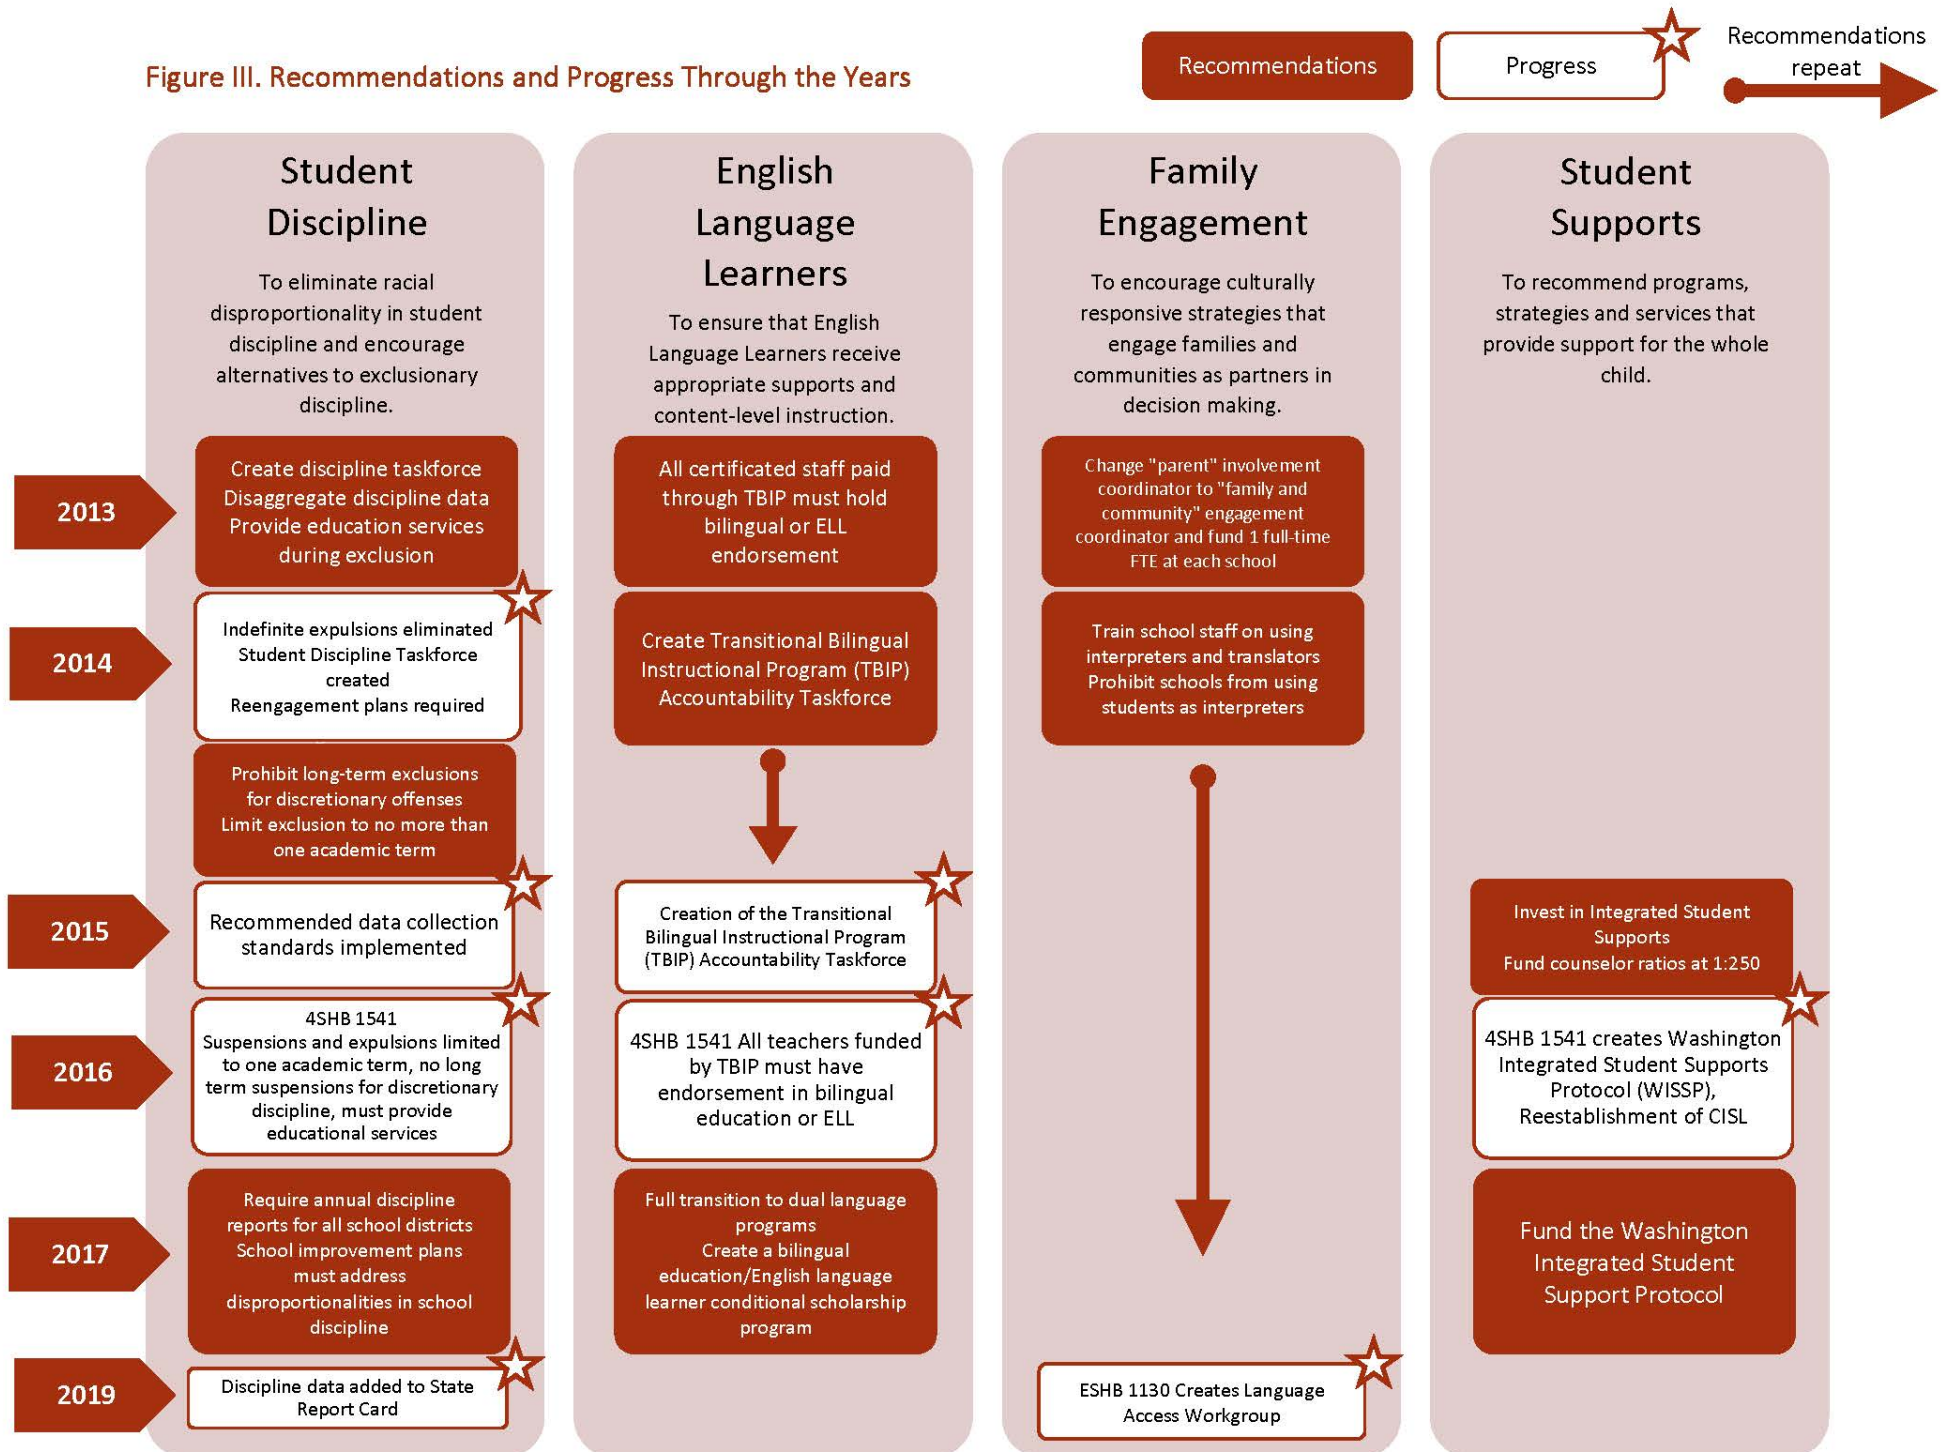 Figure III. Recommendations and Progress Through the Years
Recommendations
Progress
Recommendations
repeat
Student
Discipline
To eliminate racial
disproportionality in student
discipline and encourage
alternatives to exclusionary
discipline.
English
Language
Learners
To ensure that English
Language Learners receive
appropriate supports and
content-level instruction.
Family
Engagement
To encourage culturally
responsive strategies that
engage families and
communities as partners in
decision making.
Student
Supports
To recommend programs,
strategies and services that
provide support for the whole
child.
2013
Create discipline taskforce
Disaggregate discipline data
Provide education services
during exclusion
All certificated staff paid
through TBIP must hold
bilingual or ELL
endorsement
Change "parent" involvement
coordinator to "family and
community" engagement
coordinator and fund 1 full-time
FTE at each school
2014
Indefinite expulsions eliminated
Student Discipline Taskforce
created
Reengagement plans required
Create Transitional Bilingual
Instructional Program (TBIP)
Accountability Taskforce
Train school staff on using
interpreters and translators
Prohibit schools from using
students as interpreters
Prohibit long-term exclusions
for discretionary offenses
Limit exclusion to no more than
one academic term
2015
Recommended data collection
standards implemented
Creation of the Transitional
Bilingual Instructional Program
(TBIP) Accountability Taskforce
Invest in Integrated Student
Supports
Fund counselor ratios at 1:250
2016
4SHB 1541
Suspensions and expulsions limited
to one academic term, no long
term suspensions for discretionary
discipline, must provide
educational services
4SHB 1541 All teachers funded
by TBIP must have
endorsement in bilingual
education or ELL
4SHB 1541 creates Washington
Integrated Student Supports
Protocol (WISSP),
Reestablishment of CISL
2017
Require annual discipline
reports for all school districts
School improvement plans
must address
disproportionalities in school
discipline
Full transition to dual language
programs
Create a bilingual
education/English language
learner conditional scholarship
program
Fund the Washington
Integrated Student
Support Protocol
2019
Discipline data added to State
Report Card
ESHB 1130 Creates Language
Access Workgroup